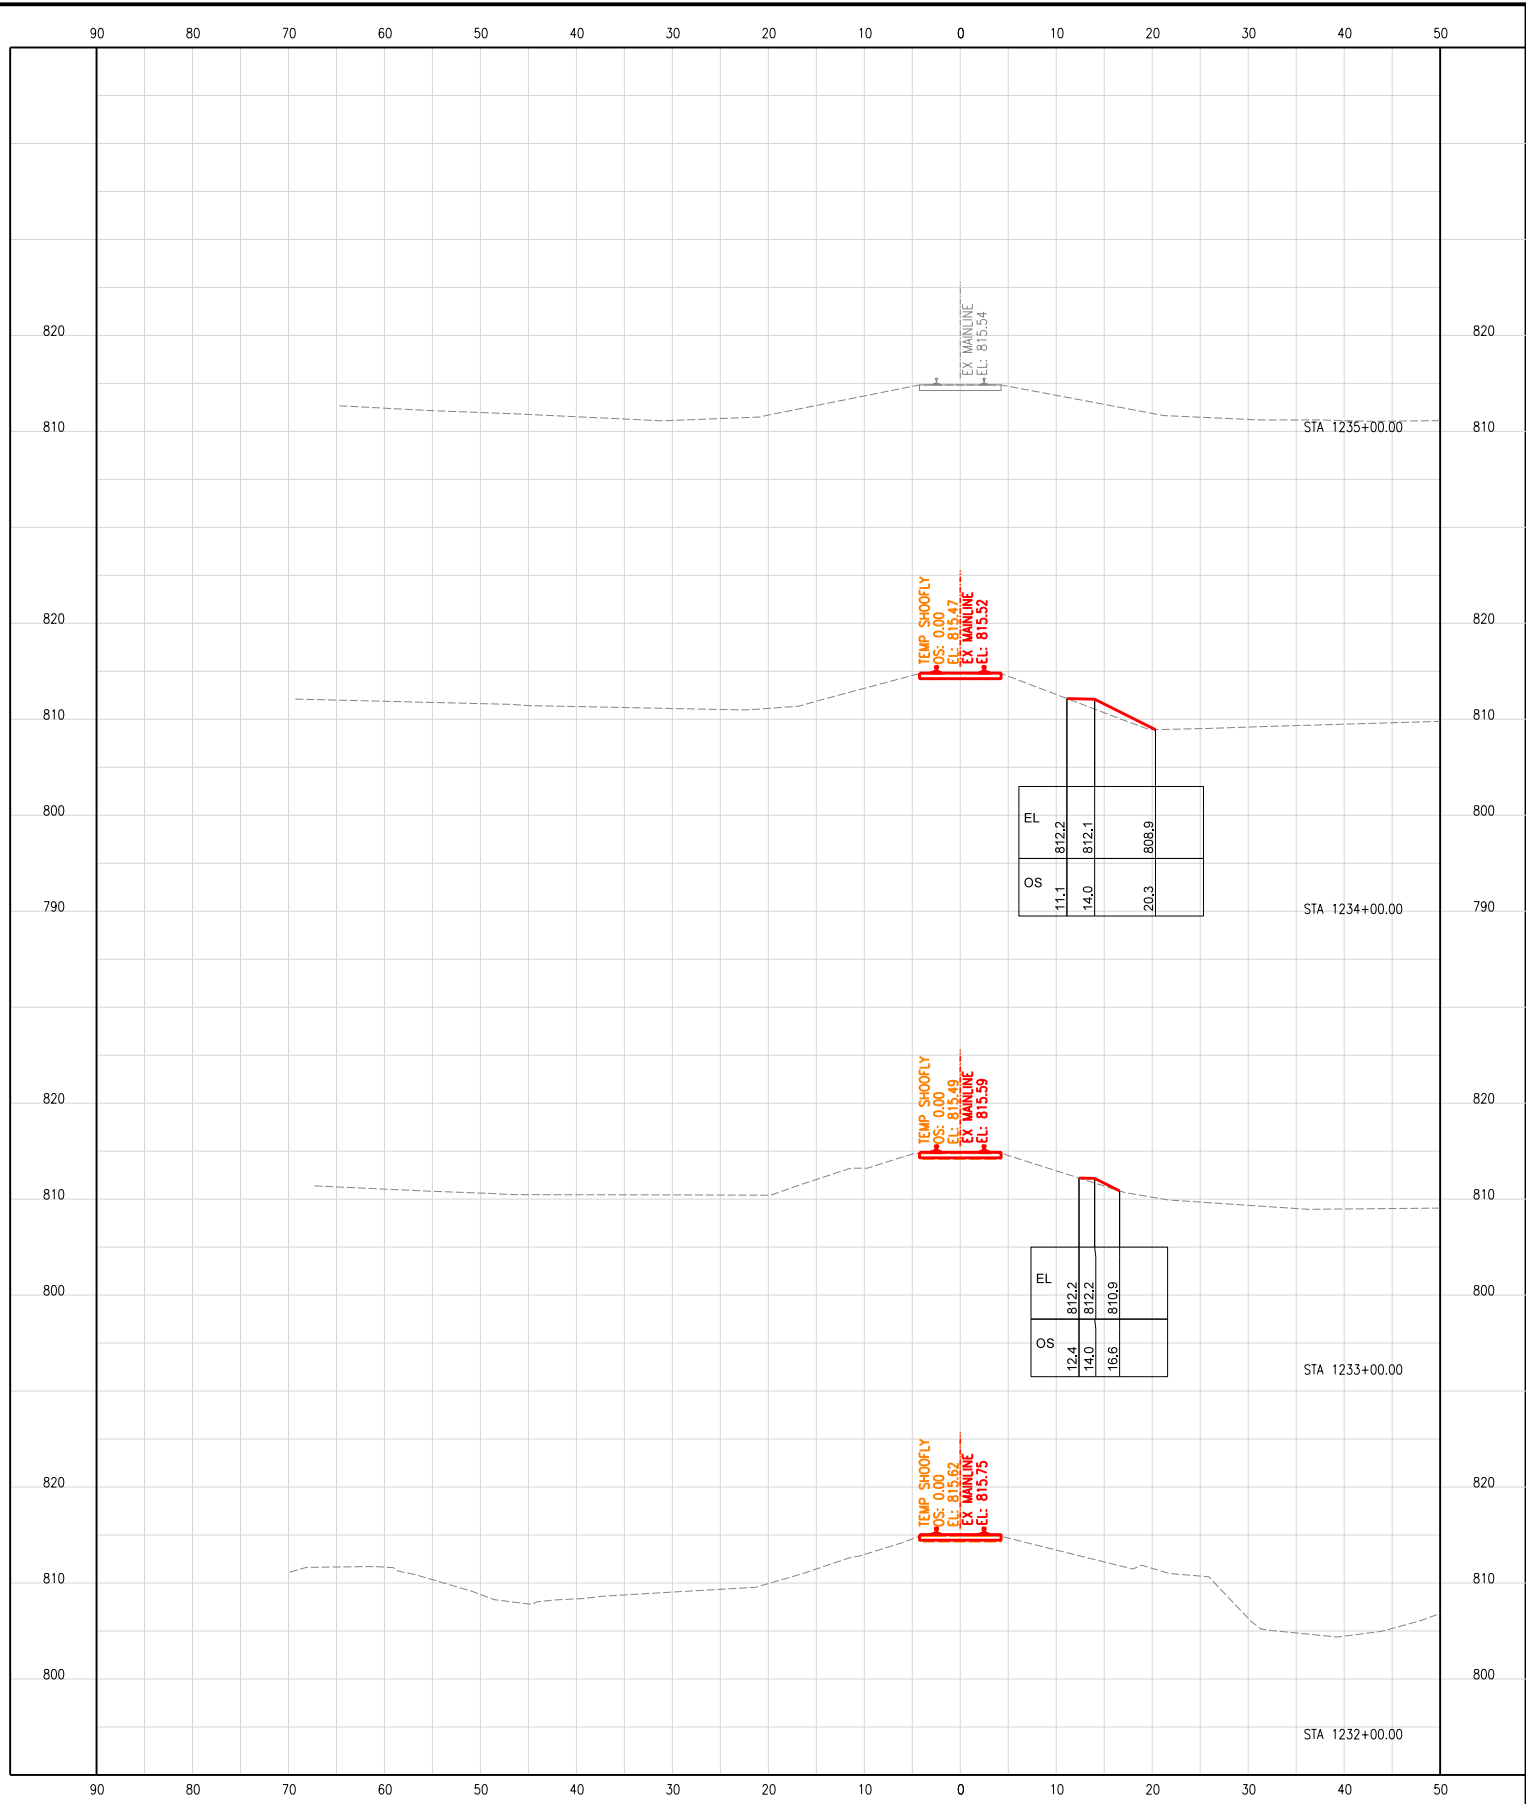 90 80 70 60 50 40 30 20 10 0 10 20 30 40 50
EX MAINLINE
EL: 815.54
820 820
810 810
STA 1235+00.00
TEMP SHOOFLY
OS: 0.00
EL: 815.47
EX MAINLINE
EL: 815.52
820 820
810 810
800 800
EL 812.2 812.1 808.9
OS 11.1 14.0 20.3
790 790
STA 1234+00.00
TEMP SHOOFLY
OS: 0.00
EL: 815.49
EX MAINLINE
EL: 815.59
820 820
810 810
EL 812.2 812.2 810.9
800 800
OS 12.4 14.0 16.6
STA 1233+00.00
TEMP SHOOFLY
OS: 0.00
EL: 815.62
EX MAINLINE
EL: 815.75
820 820
810 810
800 800
STA 1232+00.00
90 80 70 60 50 40 30 20 10 0 10 20 30 40 50